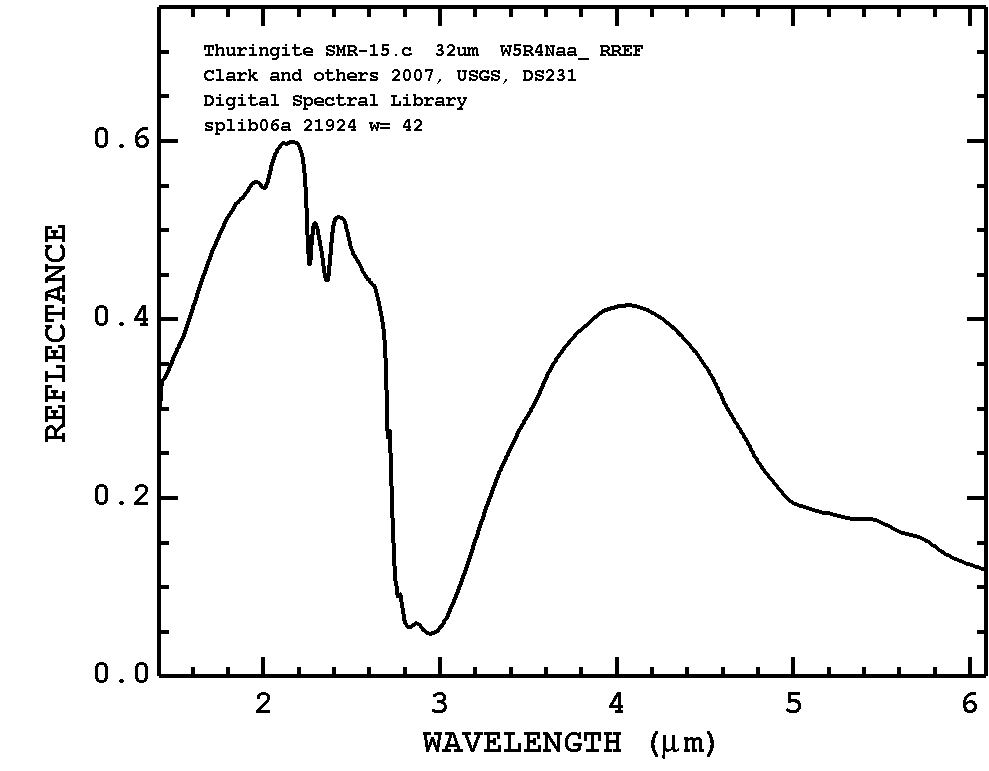 Thuringite SMR-15.c 32um W5R4Naa_ RREF
Clark and others 2007, USGS, DS231
Digital Spectral Library
splib06a 21924 w= 42
0.6
0.4
0.2
0.0
REFLECTANCE
2 3 4 5 6
WAVELENGTH (μm)